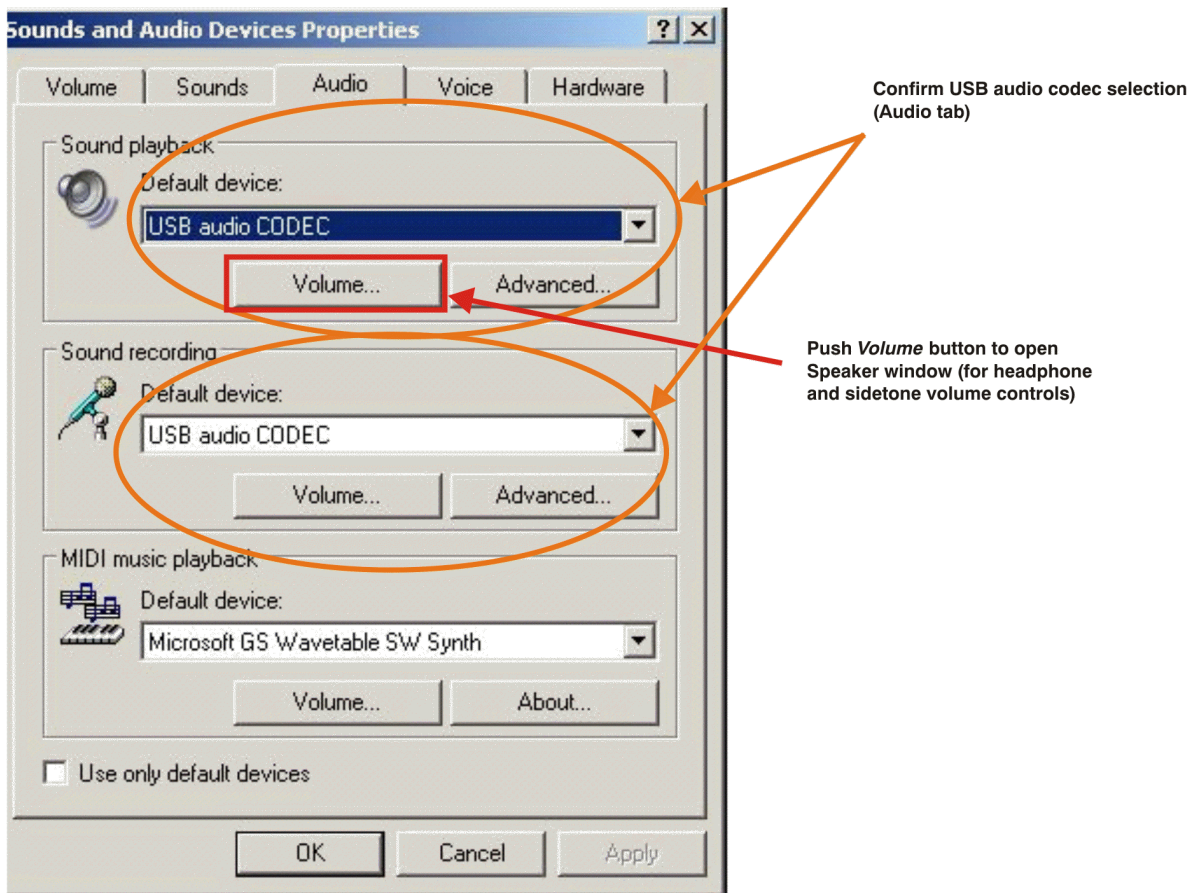 Sounds and Audio Devices Properties
Volume Sounds Audio Voice Hardware
Sound playback
Default device:
USB audio CODEC
Volume... Advanced...
Sound recording
Default device:
USB audio CODEC
Volume... Advanced...
MIDI music playback
Default device:
Microsoft GS Wavetable SW Synth
Volume... About...
Use only default devices
OK Cancel Apply
Confirm USB audio codec selection
(Audio tab)
Push Volume button to open
Speaker window (for headphone
and sidetone volume controls)